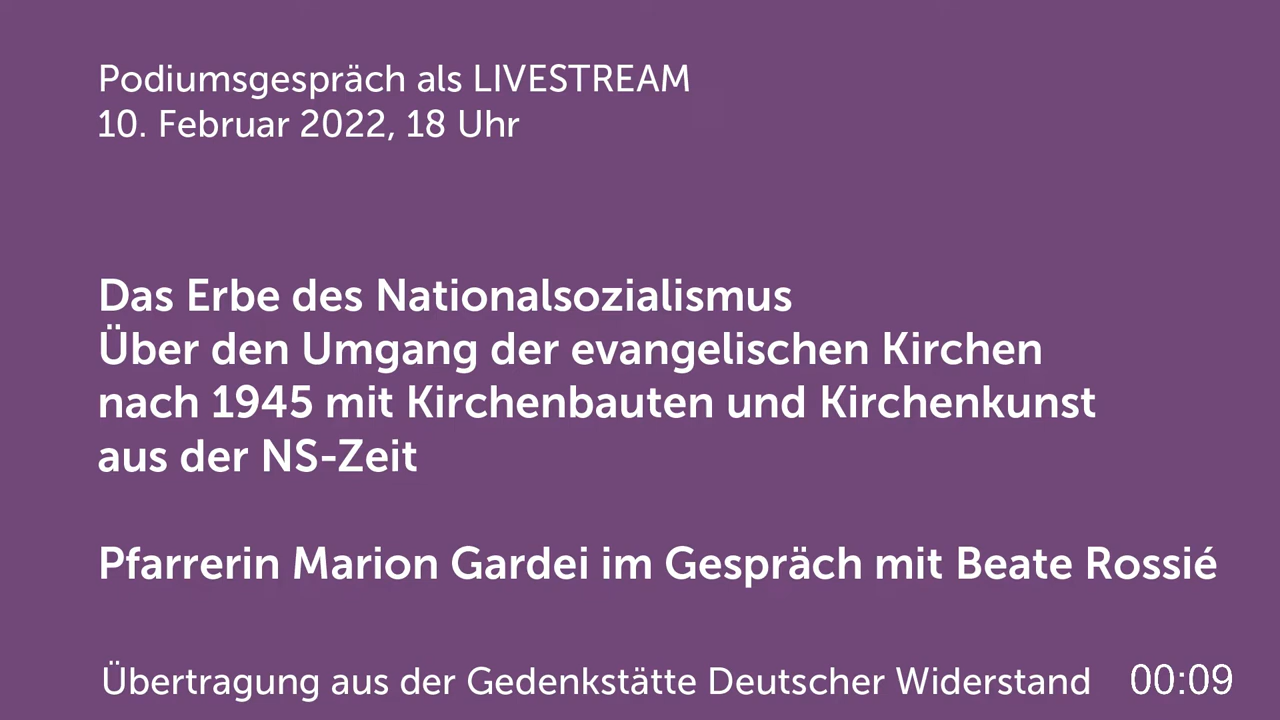 Podiumsgespräch als LIVESTREAM
10. Februar 2022, 18 Uhr
Das Erbe des Nationalsozialismus
Über den Umgang der evangelischen Kirchen
nach 1945 mit Kirchenbauten und Kirchenkunst
aus der NS-Zeit
Pfarrerin Marion Gardei im Gespräch mit Beate Rossié
Übertragung aus der Gedenkstätte Deutscher Widerstand 00:09